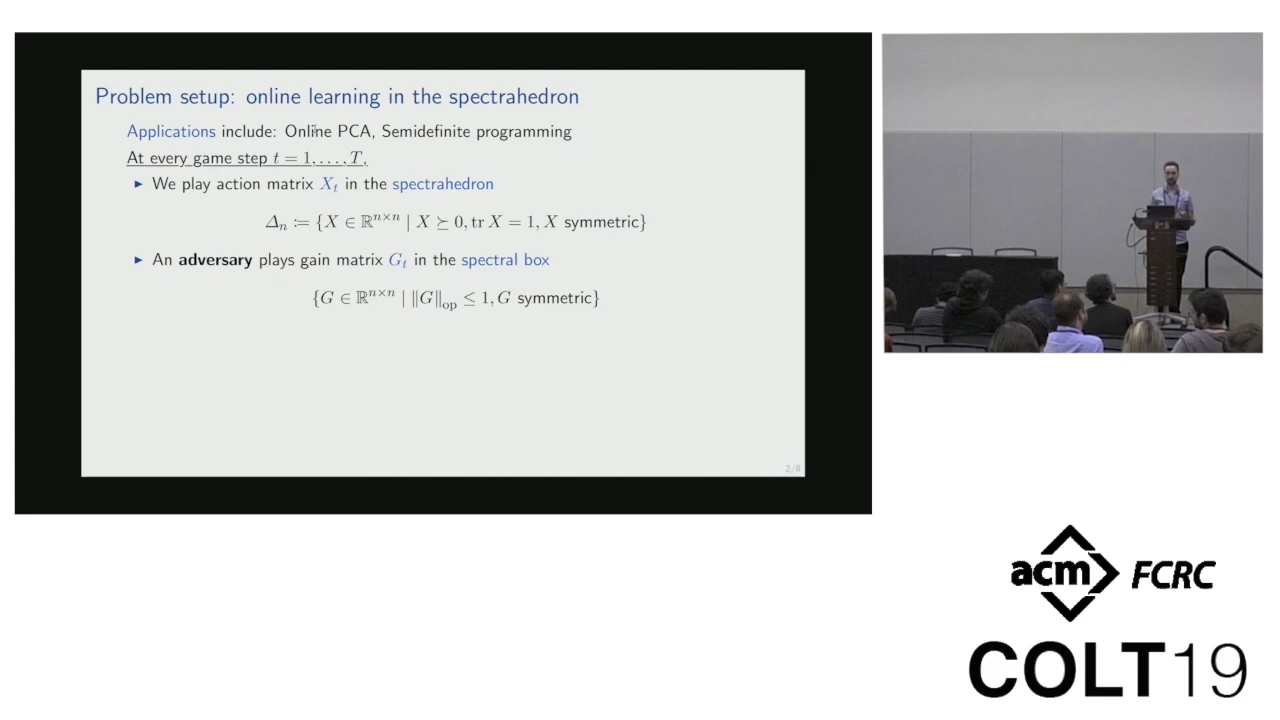 Problem setup: online learning in the spectrahedron
Applications include: Online PCA, Semidefinite programming
At every game step t = 1, . . . , T,
▶ We play action matrix X_t in the spectrahedron
Δ_n := {X ∈ ℝ^{n×n} | X ⪰ 0, tr X = 1, X symmetric}
▶ An adversary plays gain matrix G_t in the spectral box
{G ∈ ℝ^{n×n} | ‖G‖_op ≤ 1, G symmetric}
2/8
acm FCRC
COLT19